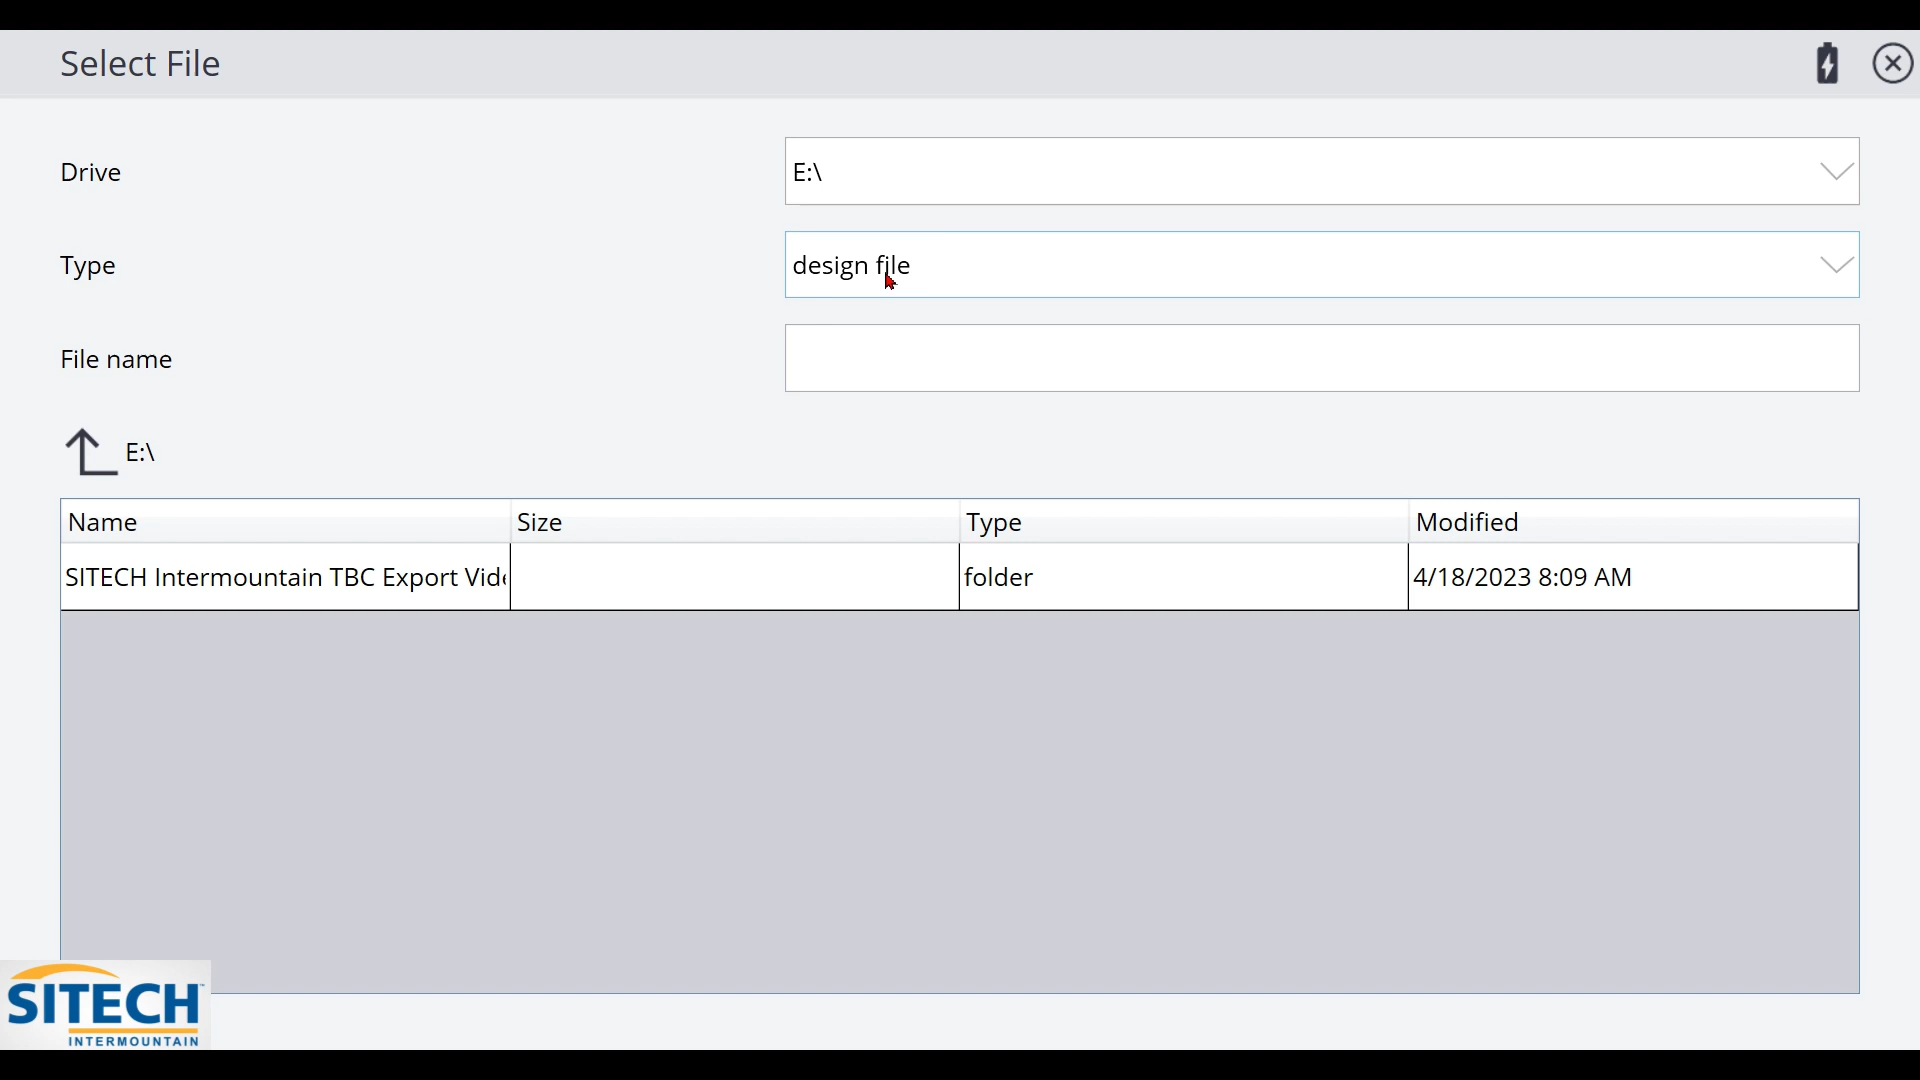 Select File
Drive
E:\
Type
design file
File name
E:\
Name Size Type Modified
SITECH Intermountain TBC Export Vid folder 4/18/2023 8:09 AM
SITECH
INTERMOUNTAIN